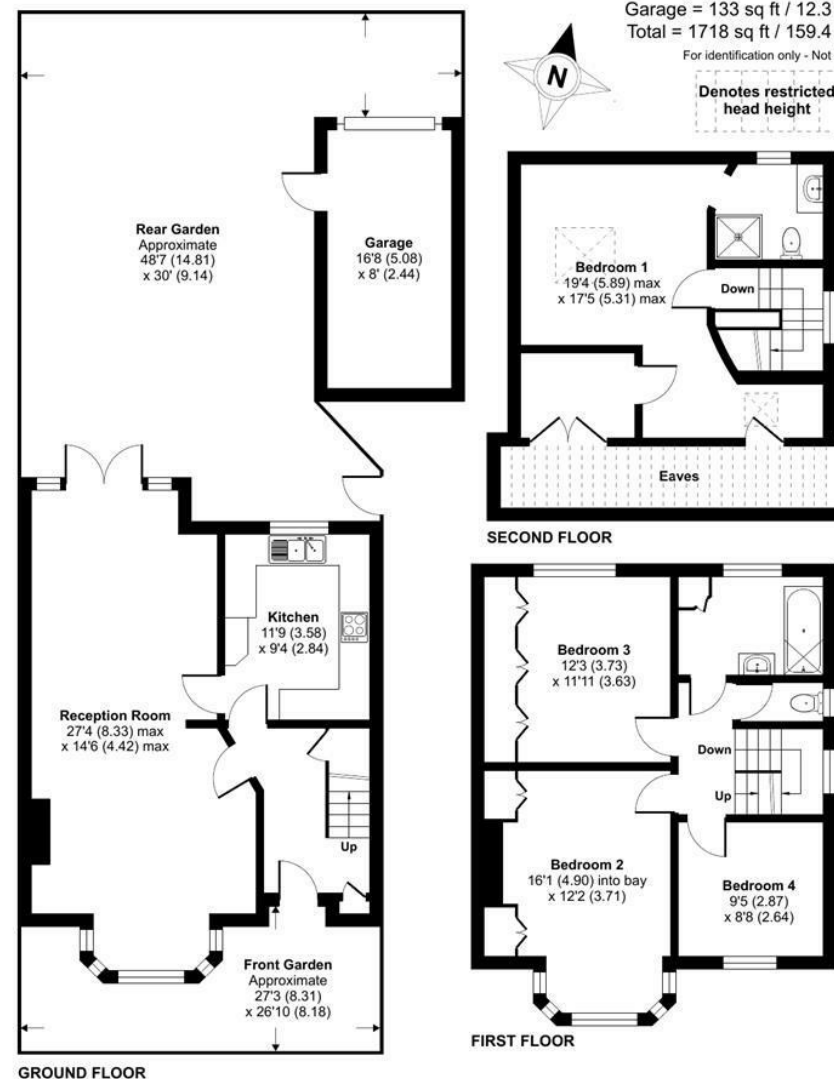 Garage = 133 sq ft / 12.3
Total = 1718 sq ft / 159.4
For identification only - Not
N
Denotes restricted
head height
Rear Garden
Approximate
48'7 (14.81)
x 30' (9.14)
Garage
16'8 (5.08)
x 8' (2.44)
Bedroom 1
19'4 (5.89) max
x 17'5 (5.31) max
Down
Eaves
SECOND FLOOR
Kitchen
11'9 (3.58)
x 9'4 (2.84)
Reception Room
27'4 (8.33) max
x 14'6 (4.42) max
Up
Front Garden
Approximate
27'3 (8.31)
x 26'10 (8.18)
GROUND FLOOR
Bedroom 3
12'3 (3.73)
x 11'11 (3.63)
Down
Up
Bedroom 2
16'1 (4.90) into bay
x 12'2 (3.71)
Bedroom 4
9'5 (2.87)
x 8'8 (2.64)
FIRST FLOOR